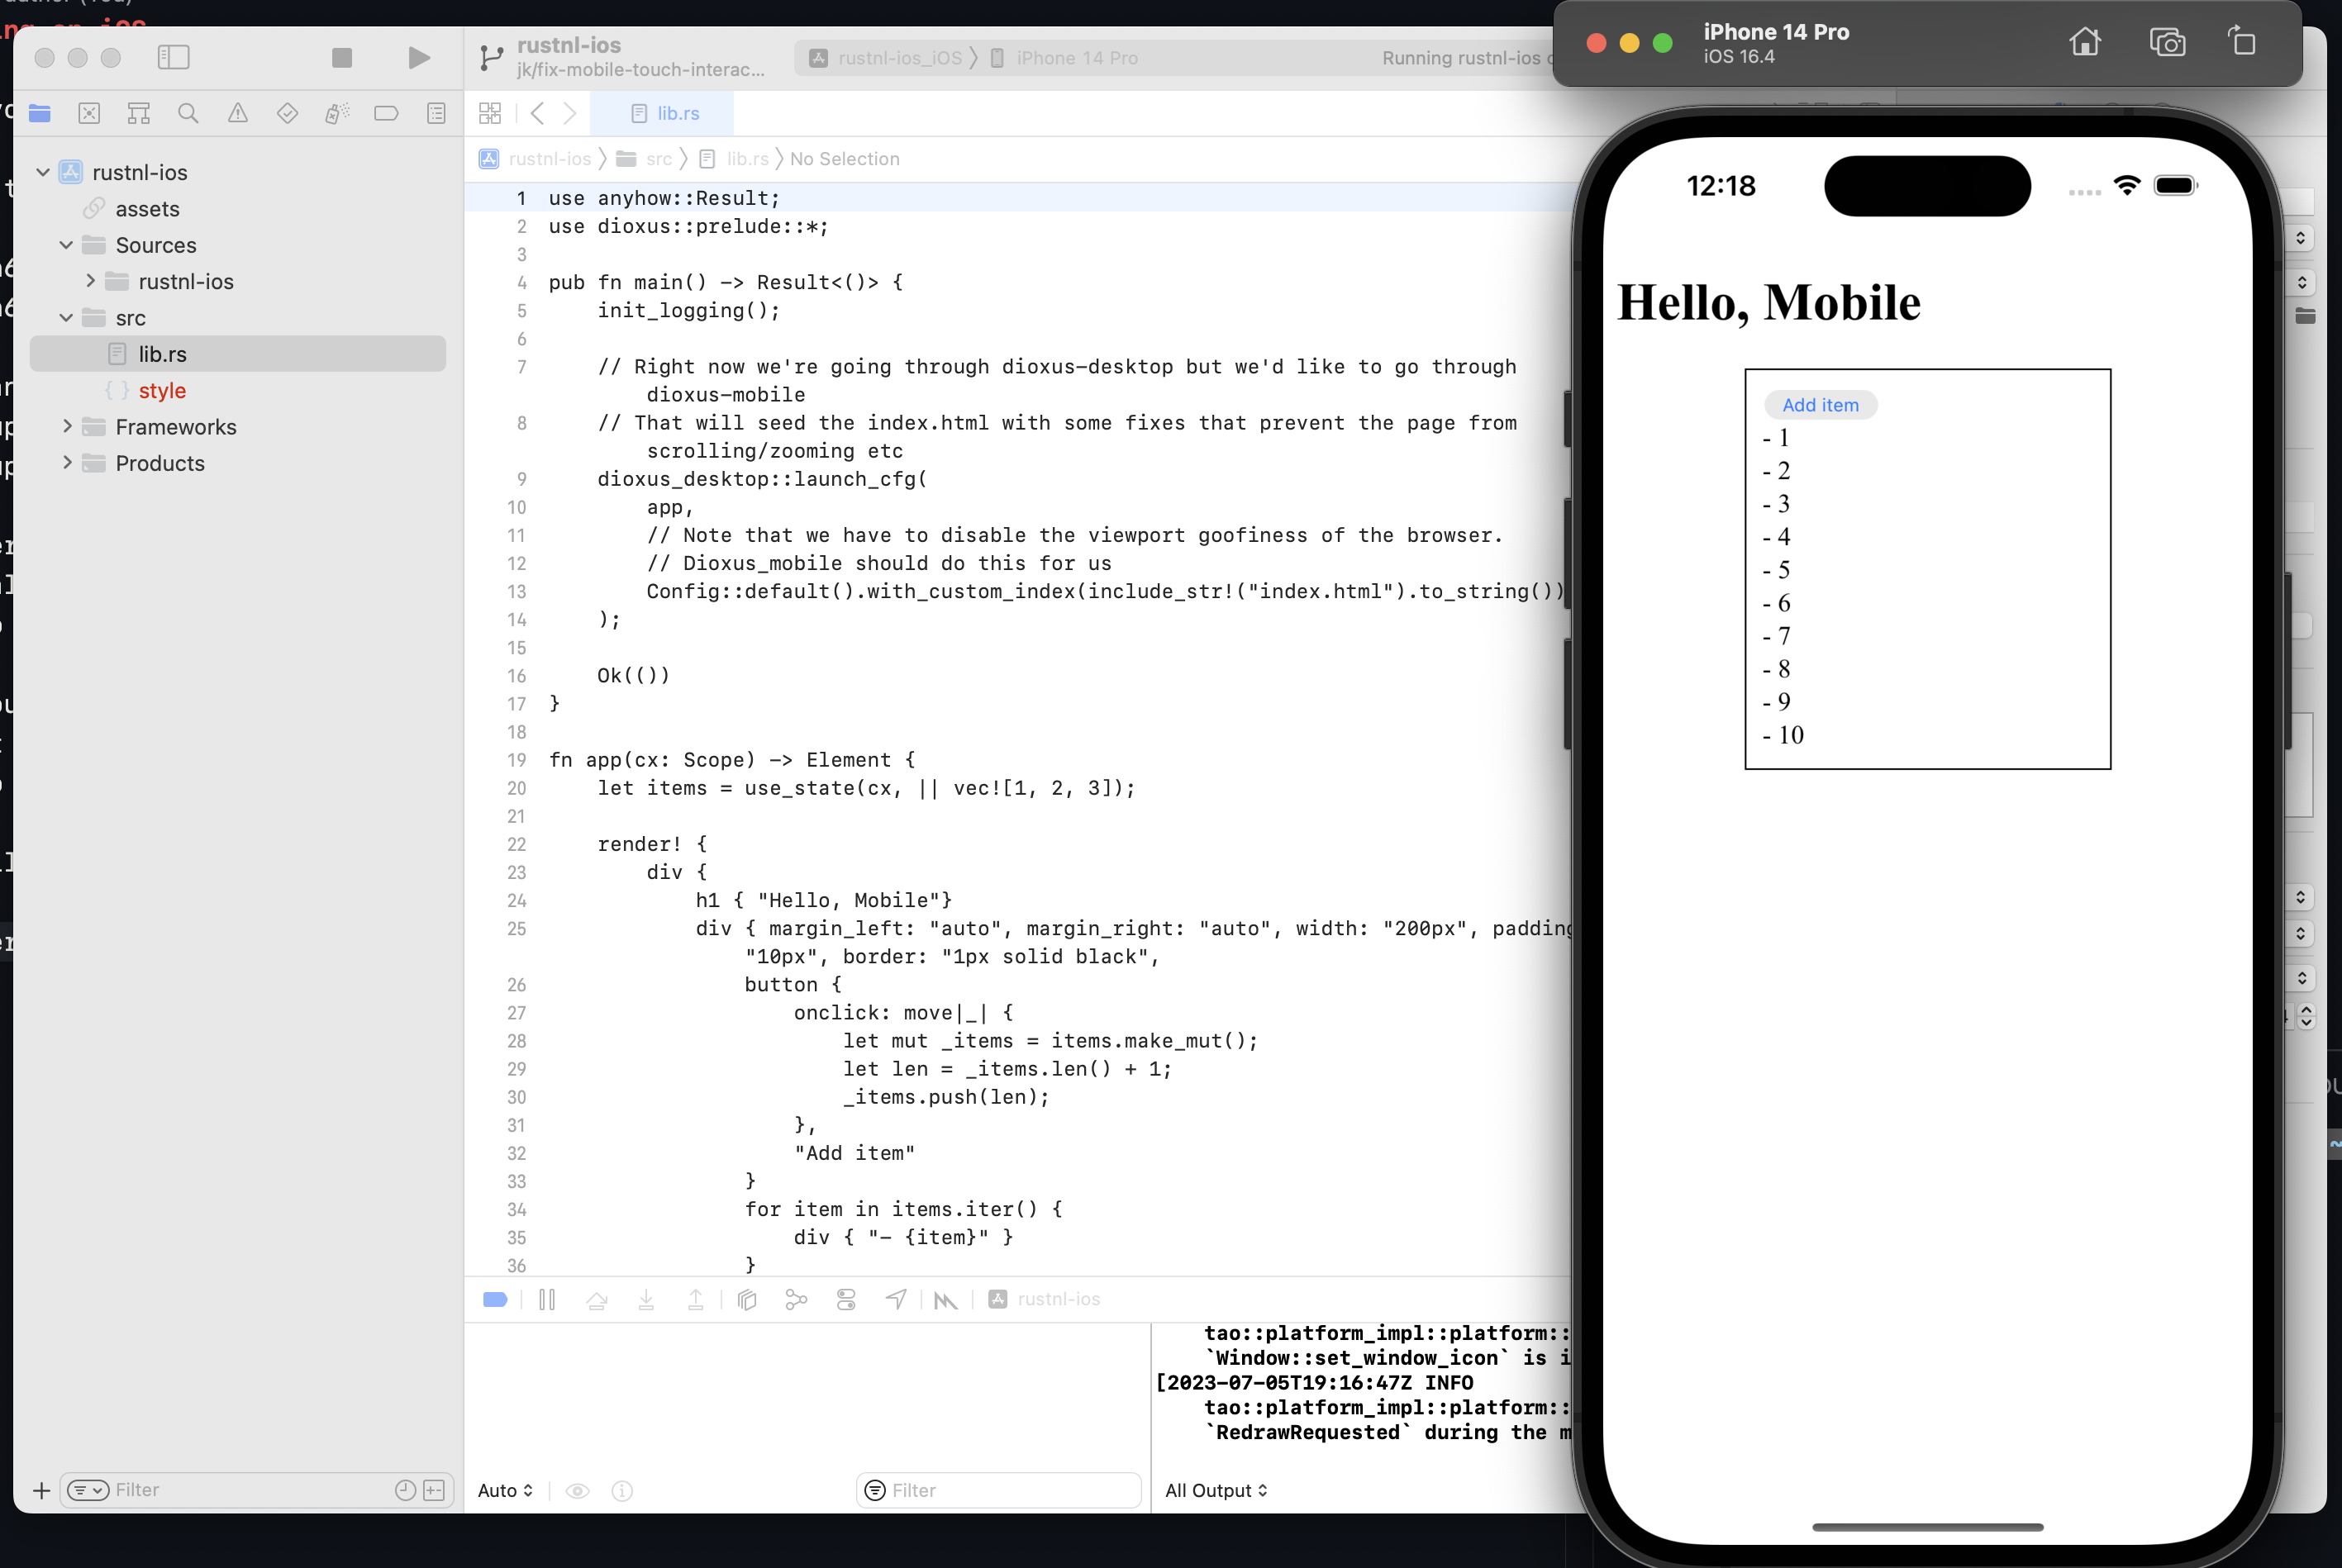 ing on iOS
rustnl-ios
jk/fix-mobile-touch-interac...
rustnl-ios_iOS
iPhone 14 Pro
Running rustnl-ios
lib.rs
rustnl-ios
src
lib.rs
No Selection
rustnl-ios
assets
Sources
rustnl-ios
src
lib.rs
style
Frameworks
Products
Filter
1 use anyhow::Result;
2 use dioxus::prelude::*;
3
4 pub fn main() -> Result<()> {
5 init_logging();
6
7 // Right now we're going through dioxus-desktop but we'd like to go through
dioxus-mobile
8 // That will seed the index.html with some fixes that prevent the page from
scrolling/zooming etc
9 dioxus_desktop::launch_cfg(
10 app,
11 // Note that we have to disable the viewport goofiness of the browser.
12 // Dioxus_mobile should do this for us
13 Config::default().with_custom_index(include_str!("index.html").to_string())
14 );
15
16 Ok(())
17 }
18
19 fn app(cx: Scope) -> Element {
20 let items = use_state(cx, || vec![1, 2, 3]);
21
22 render! {
23 div {
24 h1 { "Hello, Mobile"}
25 div { margin_left: "auto", margin_right: "auto", width: "200px", padding
"10px", border: "1px solid black",
26 button {
27 onclick: move|_| {
28 let mut _items = items.make_mut();
29 let len = _items.len() + 1;
30 _items.push(len);
31 },
32 "Add item"
33 }
34 for item in items.iter() {
35 div { "- {item}" }
36 }
rustnl-ios
tao::platform_impl::platform::
`Window::set_window_icon` is i
[2023-07-05T19:16:47Z INFO
tao::platform_impl::platform::
`RedrawRequested` during the m
Auto
Filter
All Output
iPhone 14 Pro
iOS 16.4
12:18
Hello, Mobile
Add item
- 1
- 2
- 3
- 4
- 5
- 6
- 7
- 8
- 9
- 10